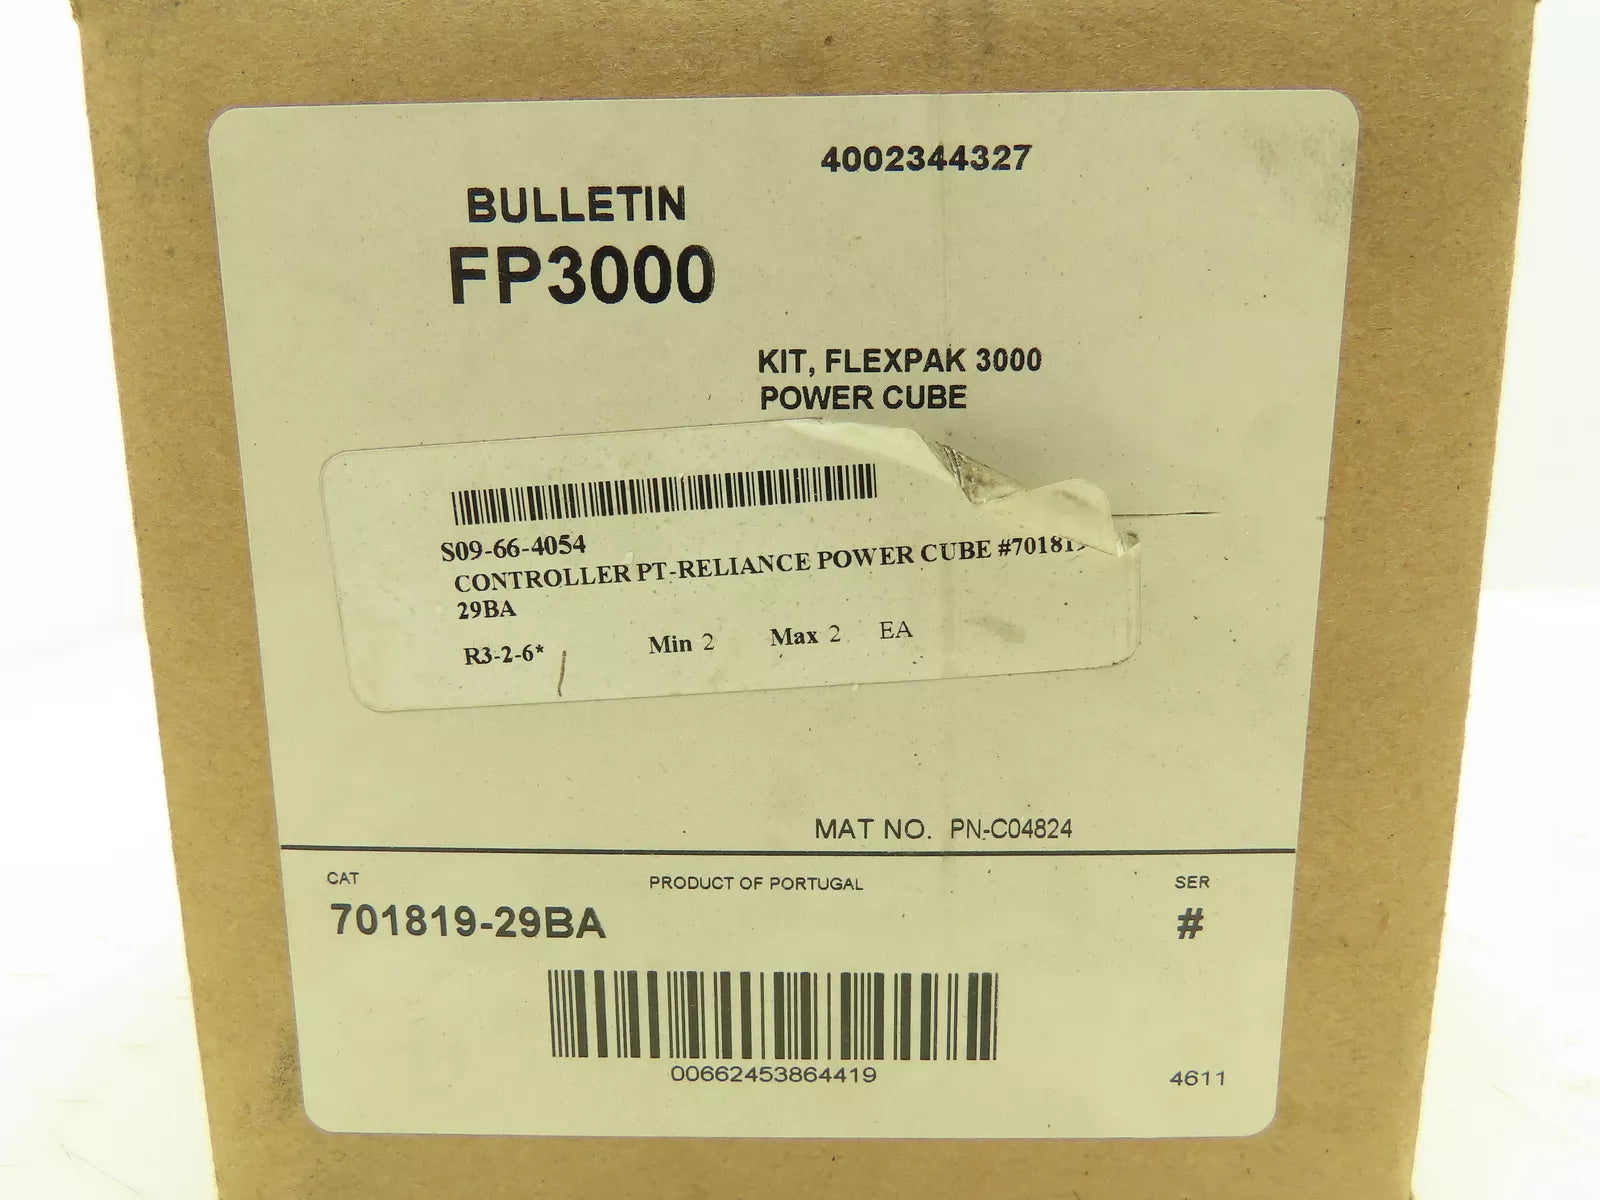 4002344327
BULLETIN
FP3000
KIT, FLEXPAK 3000
POWER CUBE
S09-66-4054
CONTROLLER PT-RELIANCE POWER CUBE #701819
29BA
R3-2-6* Min 2 Max 2 EA
MAT NO. PN-C04824
CAT PRODUCT OF PORTUGAL SER
701819-29BA #
00662453864419
4611